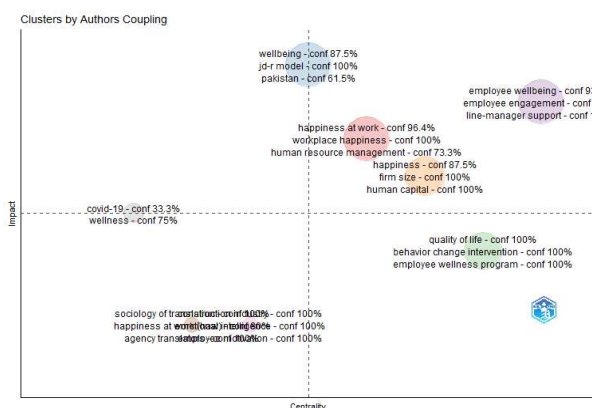 Clusters by Authors Coupling
wellbeing - conf 87.5%
jd-r model - conf 100%
pakistan - conf 61.5%
employee wellbeing - conf
employee engagement - conf
line-manager support - conf
happiness at work - conf 96.4%
workplace happiness - conf 100%
human resource management - conf 73.3%
happiness - conf 87.5%
firm size - conf 100%
human capital - conf 100%
covid-19 - conf 33.3%
wellness - conf 75%
quality of life - conf 100%
behavior change intervention - conf 100%
employee wellness program - conf 100%
sociology of - conf 100%
happiness at - conf 100%
agency - conf 100%
Impact
Centrality